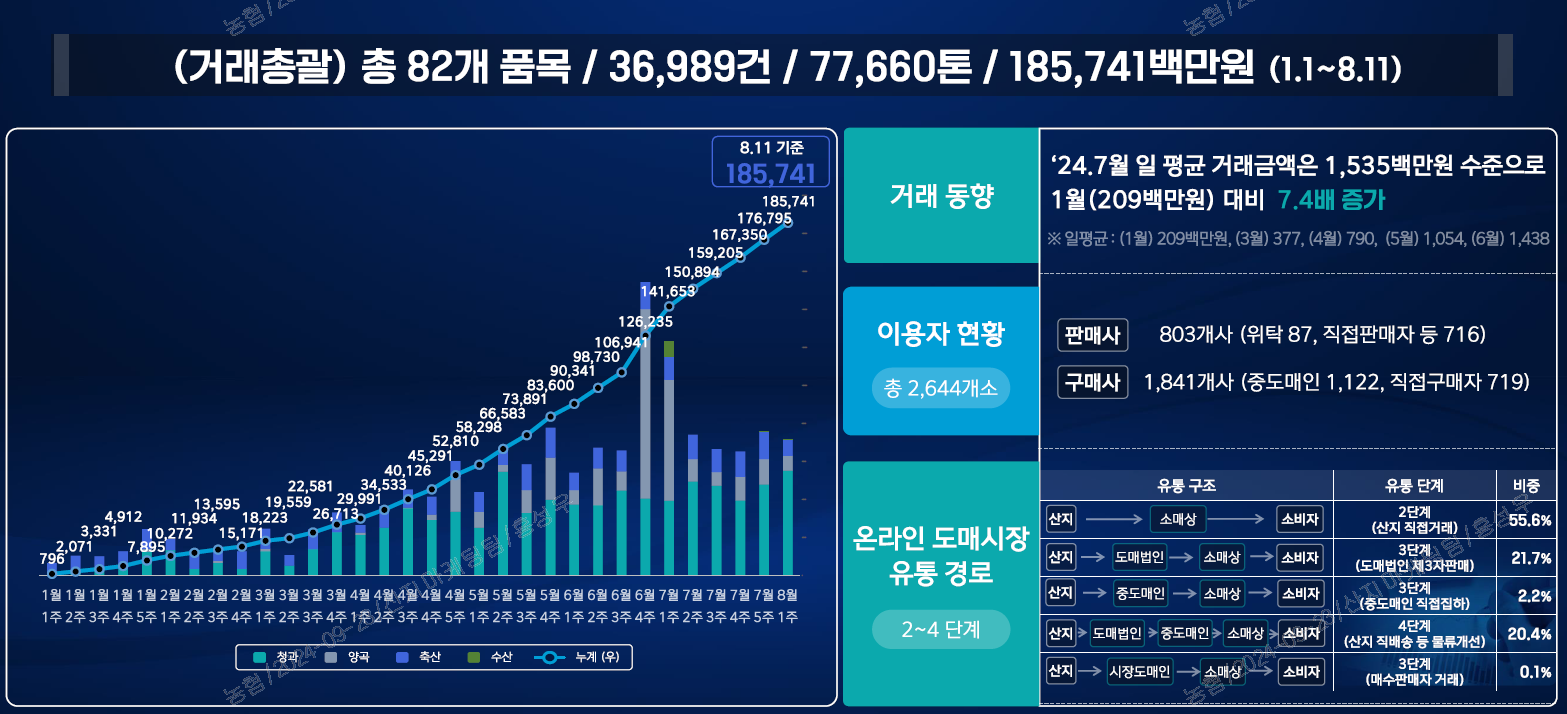 (거래총괄) 총 82개 품목 / 36,989건 / 77,660톤 / 185,741백만원 (1.1~8.11)
8.11 기준
185,741
796
2,071
3,331
4,912
7,895
10,272
11,934
13,595
15,171
18,223
19,559
22,581
26,713
29,991
34,533
40,126
45,291
52,810
58,298
66,583
73,891
83,600
90,341
98,730
106,941
126,235
141,653
150,894
159,205
167,350
176,795
185,741
1월 1월 1월 1월 1월 2월 2월 2월 2월 3월 3월 3월 3월 4월 4월 4월 4월 5월 5월 5월 5월 6월 6월 6월 6월 7월 7월 7월 7월 7월 8월
1주 2주 3주 4주 5주 1주 2주 3주 4주 1주 2주 3주 4주 1주 2주 3주 4주 5주 1주 2주 3주 4주 1주 2주 3주 4주 1주 2주 3주 4주 5주 1주
청과 양곡 축산 수산 누계 (우)
거래 동향
‘24.7월 일 평균 거래금액은 1,535백만원 수준으로
1월(209백만원) 대비 7.4배 증가
※ 일평균 : (1월) 209백만원, (3월) 377, (4월) 790, (5월) 1,054, (6월) 1,438
이용자 현황
총 2,644개소
판매사 803개사 (위탁 87, 직접판매자 등 716)
구매사 1,841개사 (중도매인 1,122, 직접구매자 719)
온라인 도매시장
유통 경로
2~4 단계
유통 구조 유통 단계 비중
산지 소매상 소비자 2단계
(산지 직접거래) 55.6%
산지 도매법인 소매상 소비자 3단계
(도매법인 제3자판매) 21.7%
산지 중도매인 소매상 소비자 3단계
(중도매인 직접집하) 2.2%
산지 도매법인 중도매인 소매상 소비자 4단계
(산지 직배송 등 물류개선) 20.4%
산지 시장도매인 소매상 소비자 3단계
(매수판매자 거래) 0.1%